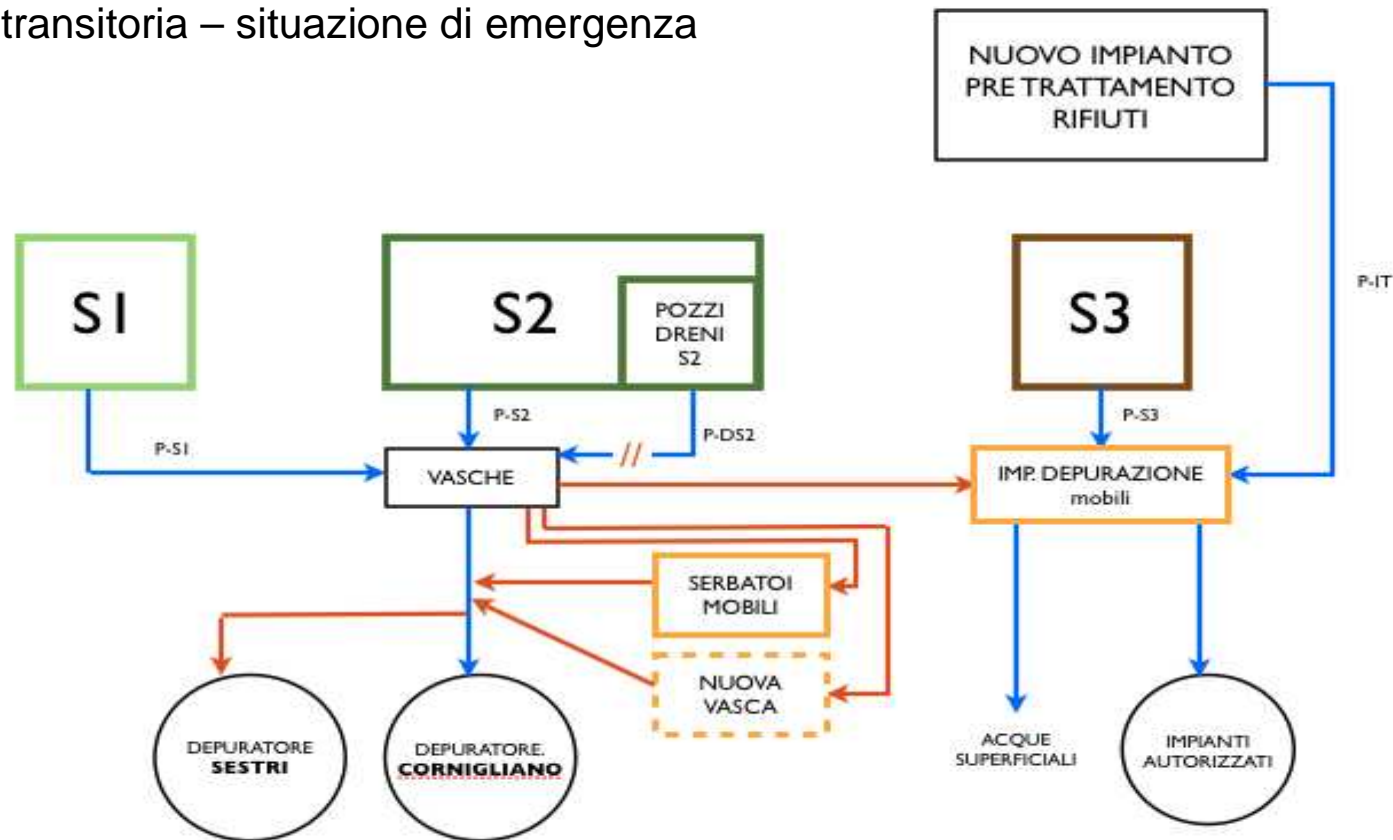 transitoria – situazione di emergenza
NUOVO IMPIANTO
PRE TRATTAMENTO
RIFIUTI
S1
S2
POZZI
DRENI
S2
S3
P-IT
P-S1
P-S2
P-DS2
P-S3
//
VASCHE
IMP. DEPURAZIONE
mobili
SERBATOI
MOBILI
NUOVA
VASCA
DEPURATORE
SESTRI
DEPURATORE.
CORNIGLIANO
ACQUE
SUPERFICIALI
IMPIANTI
AUTORIZZATI